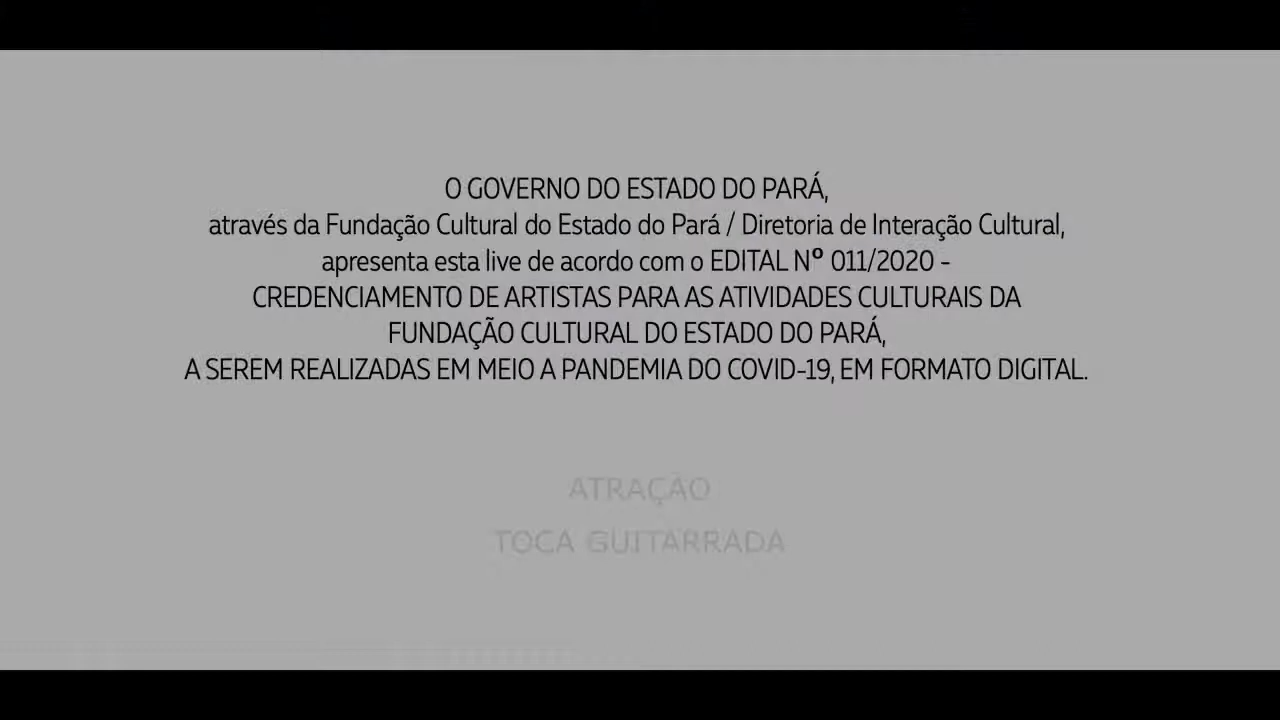 O GOVERNO DO ESTADO DO PARÁ,
através da Fundação Cultural do Estado do Pará / Diretoria de Interação Cultural,
apresenta esta live de acordo com o EDITAL Nº 011/2020 -
CREDENCIAMENTO DE ARTISTAS PARA AS ATIVIDADES CULTURAIS DA
FUNDAÇÃO CULTURAL DO ESTADO DO PARÁ,
A SEREM REALIZADAS EM MEIO A PANDEMIA DO COVID-19, EM FORMATO DIGITAL.
ATRAÇÃO
TOCA GUITARRADA